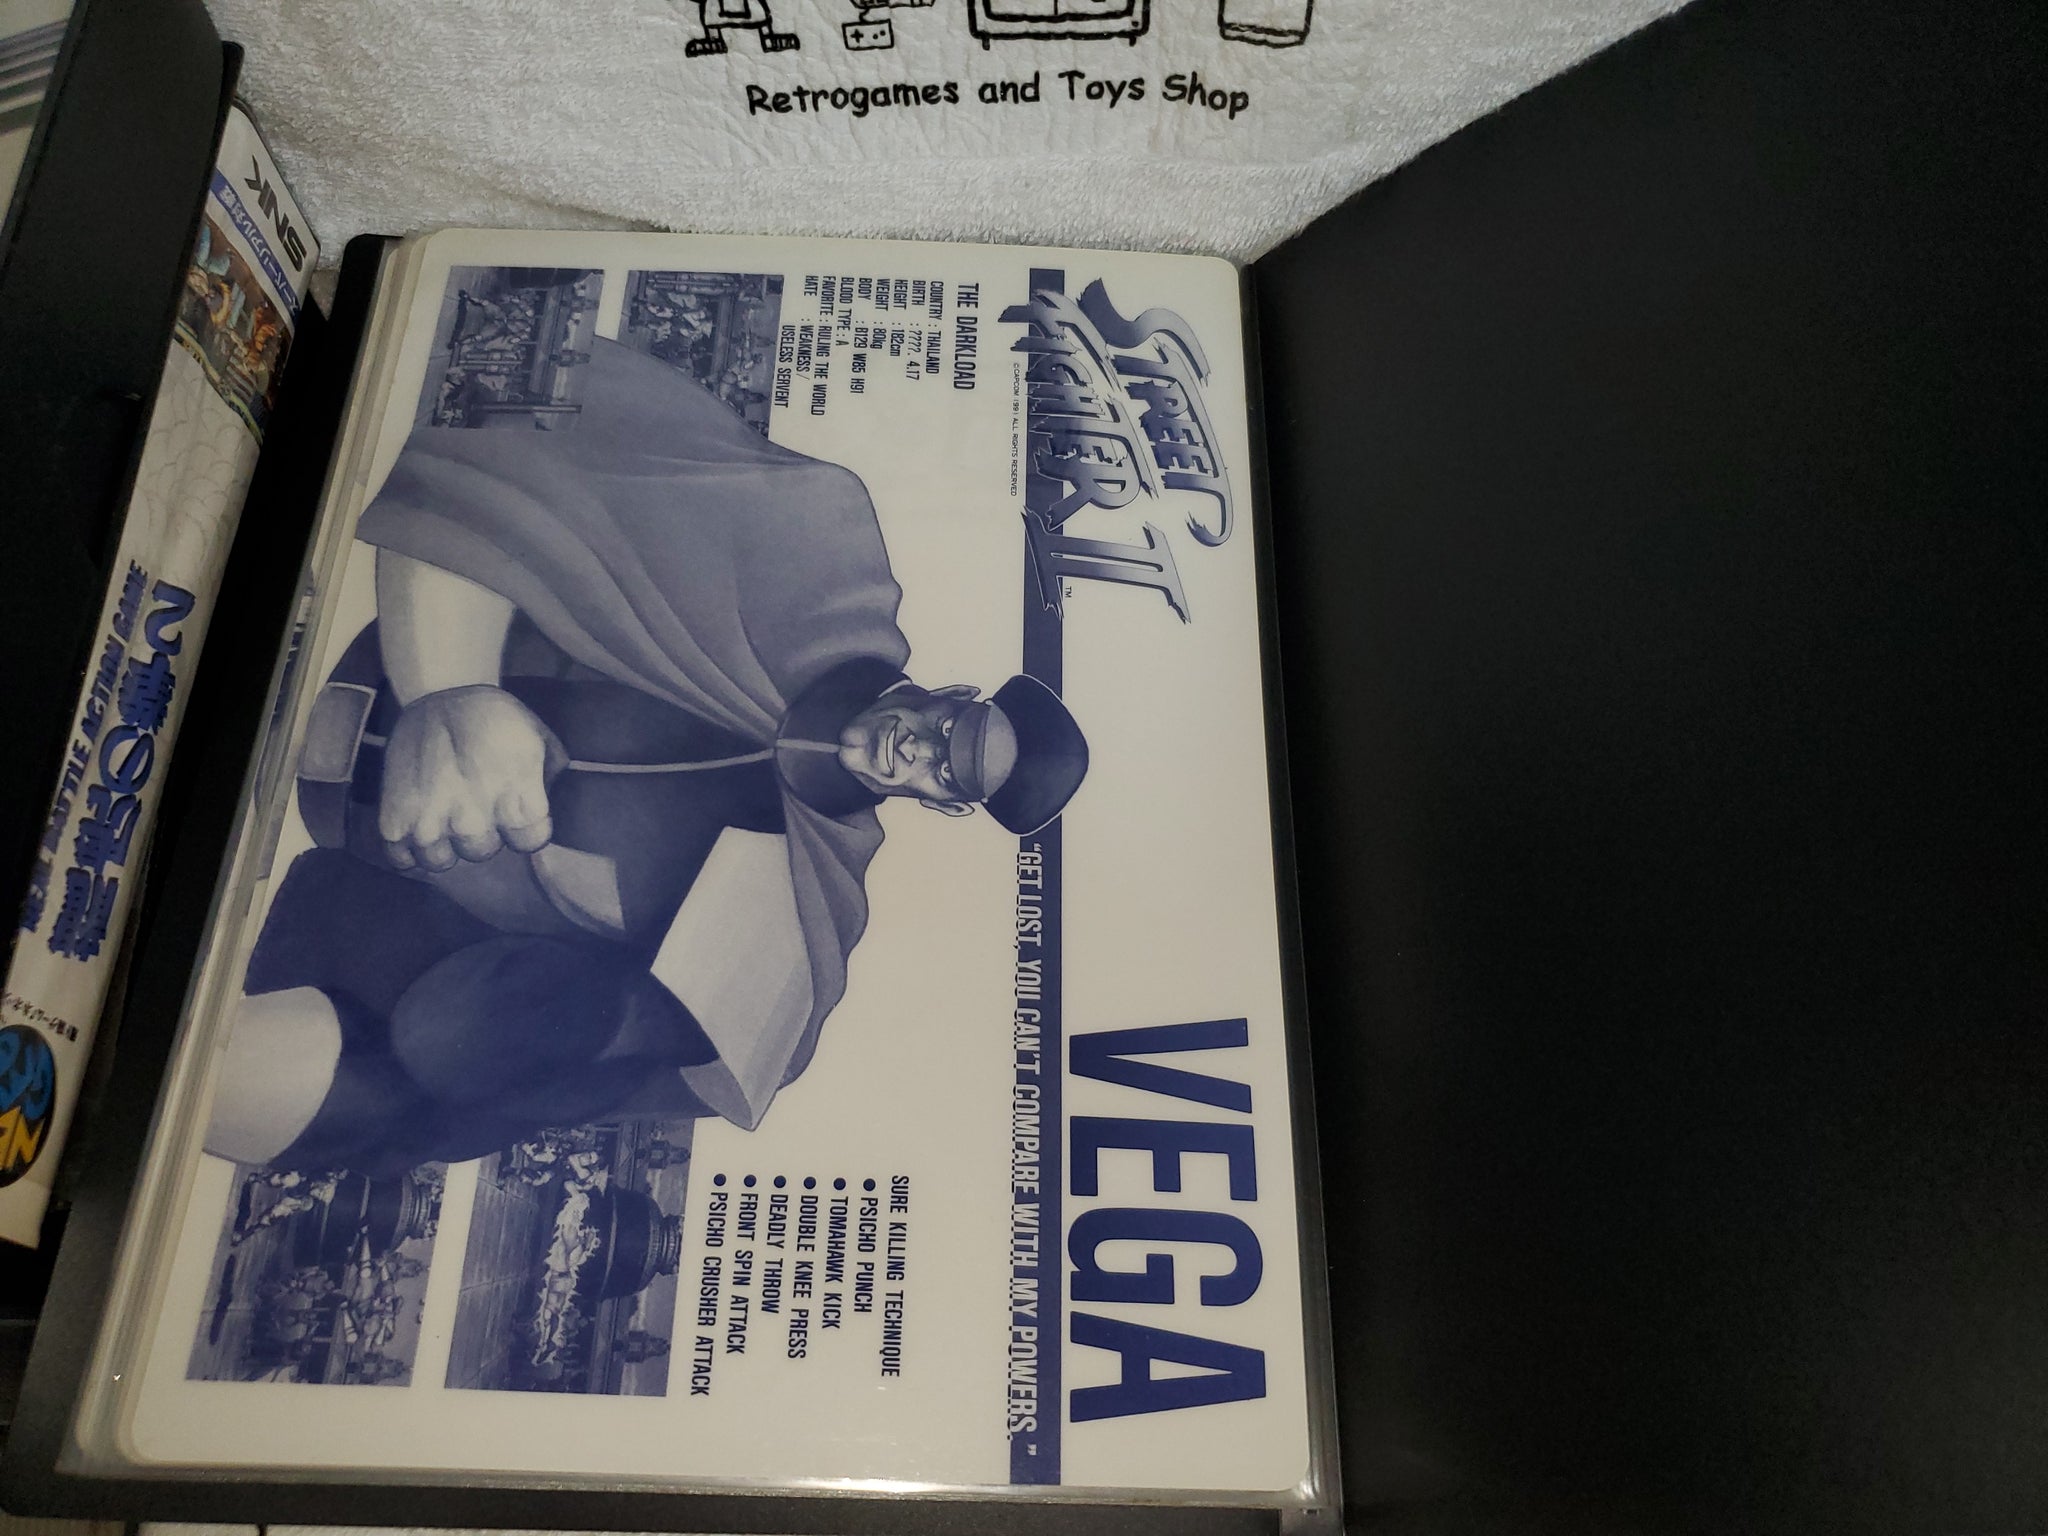 Retrogames and Toys Shop
STREET
FIGHTER II
TM
©CAPCOM (1991) ALL RIGHTS RESERVED
VEGA
"GET LOST, YOU CAN'T COMPARE WITH MY POWERS."
THE DARKLOAD
COUNTRY : THAILAND
BIRTH : ????. 4.17
HEIGHT : 182cm
WEIGHT : 80kg
BODY : B129 W85 H91
BLOOD TYPE : A
FAVORITE : RULING THE WORLD
HATE : WEAKNESS /
USELESS SERVENT
SURE KILLING TECHNIQUE
● PSICHO PUNCH
● TOMAHAWK KICK
● DOUBLE KNEE PRESS
● DEADLY THROW
● FRONT SPIN ATTACK
● PSICHO CRUSHER ATTACK
SNK